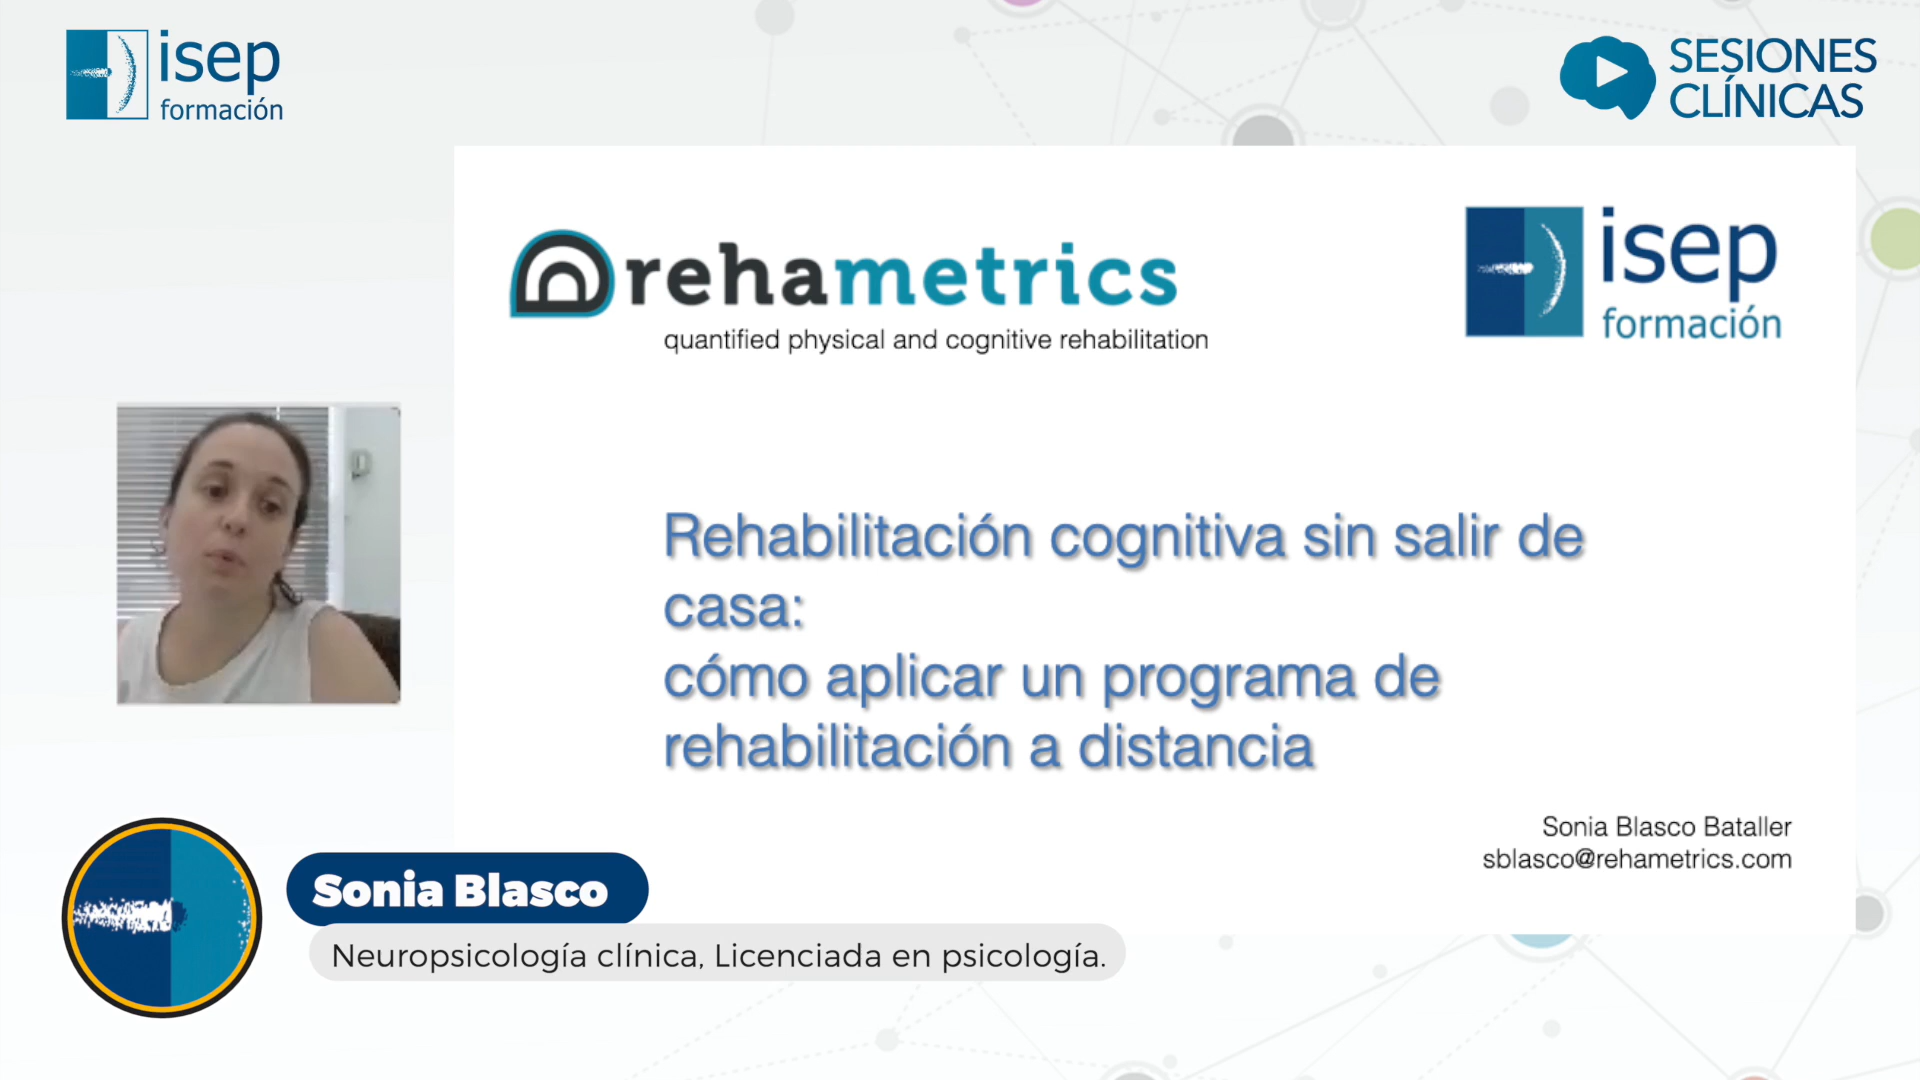 isep
formación
SESIONES
CLÍNICAS
rehametrics
quantified physical and cognitive rehabilitation
isep
formación
Rehabilitación cognitiva sin salir de
casa:
cómo aplicar un programa de
rehabilitación a distancia
Sonia Blasco Bataller
sblasco@rehametrics.com
Sonia Blasco
Neuropsicología clínica, Licenciada en psicología.